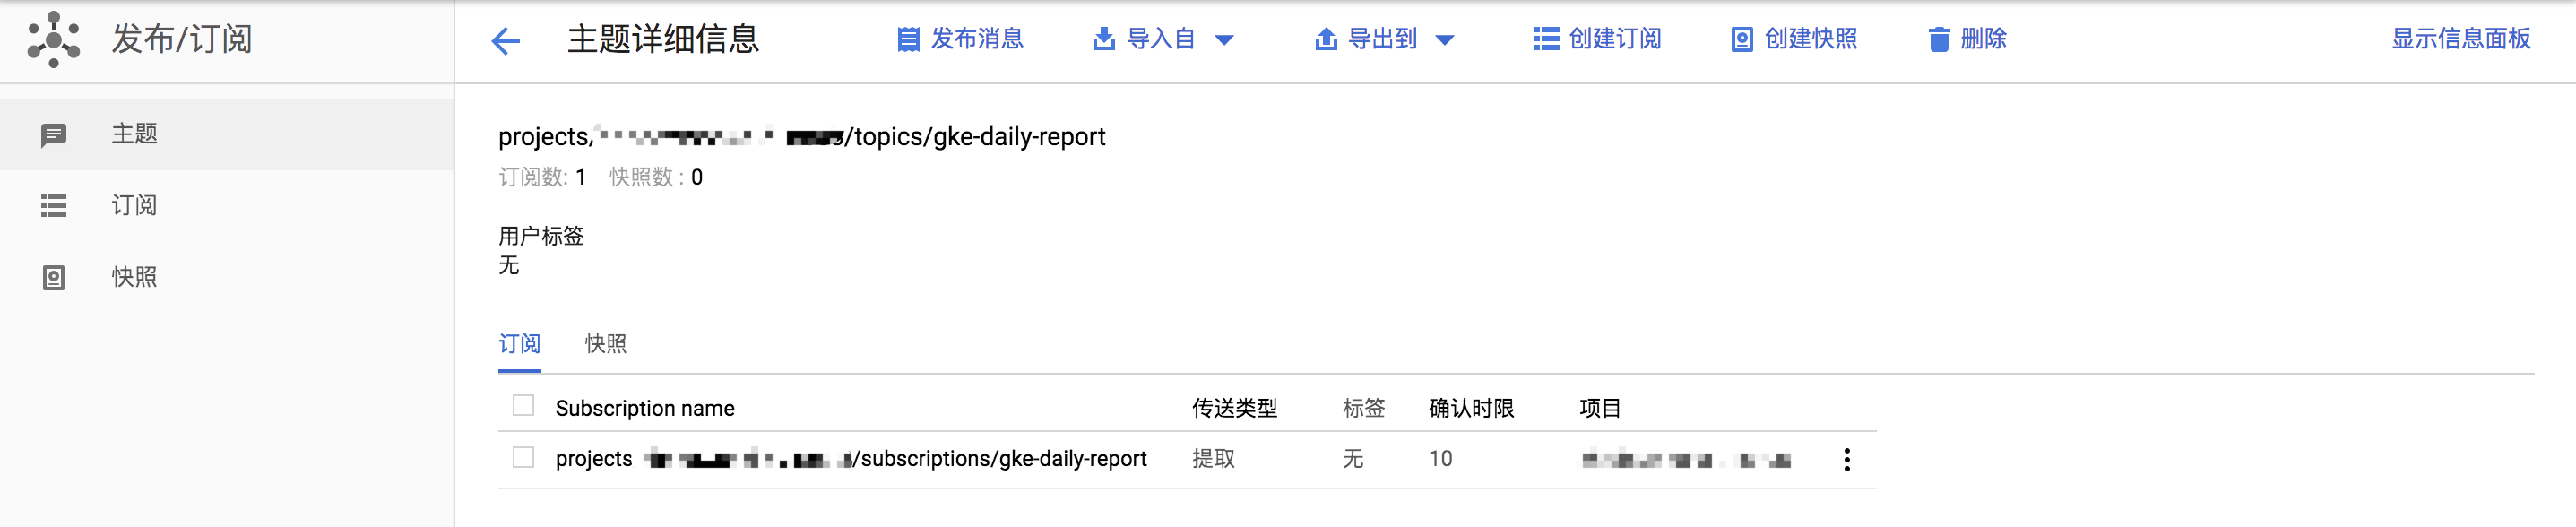 发布/订阅
主题
订阅
快照
主题详细信息 发布消息 导入自 导出到 创建订阅 创建快照 删除 显示信息面板
projects/ /topics/gke-daily-report
订阅数: 1 快照数 : 0
用户标签
无
订阅 快照
Subscription name 传送类型 标签 确认时限 项目
projects /subscriptions/gke-daily-report 提取 无 10